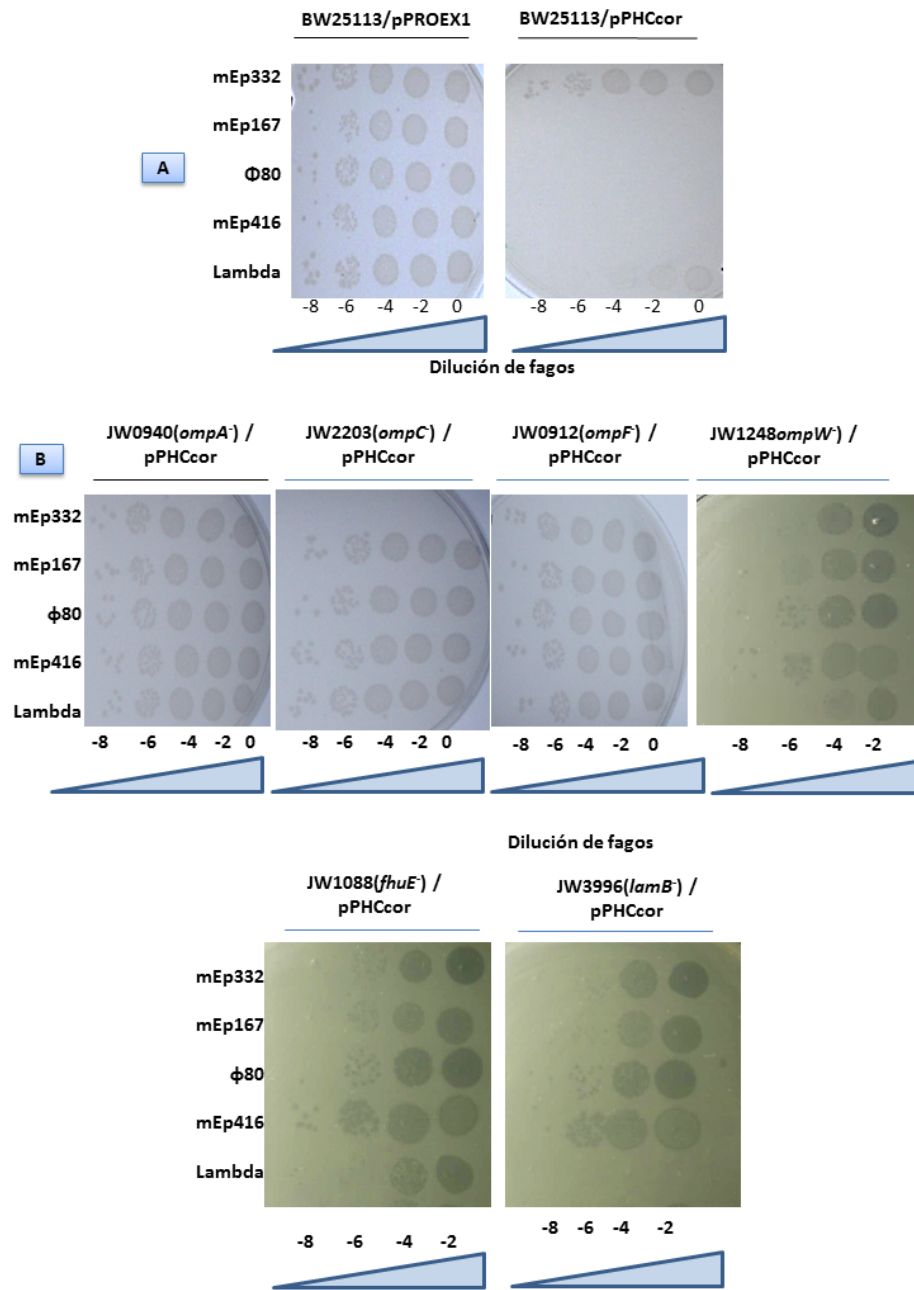 BW25113/pPROEX1 BW25113/pPHCcor
mEp332
mEp167
A
Φ80
mEp416
Lambda
-8 -6 -4 -2 0 -8 -6 -4 -2 0
Dilución de fagos
JW0940(ompA-) / JW2203(ompC-) / JW0912(ompF-) / JW1248ompW-) /
B
pPHCcor pPHCcor pPHCcor pPHCcor
mEp332
mEp167
ϕ80
mEp416
Lambda
-8 -6 -4 -2 0 -8 -6 -4 -2 0 -8 -6 -4 -2 0 -8 -6 -4 -2
Dilución de fagos
JW1088(fhuE-) / JW3996(lamB-) /
pPHCcor pPHCcor
mEp332
mEp167
ϕ80
mEp416
Lambda
-8 -6 -4 -2 -8 -6 -4 -2